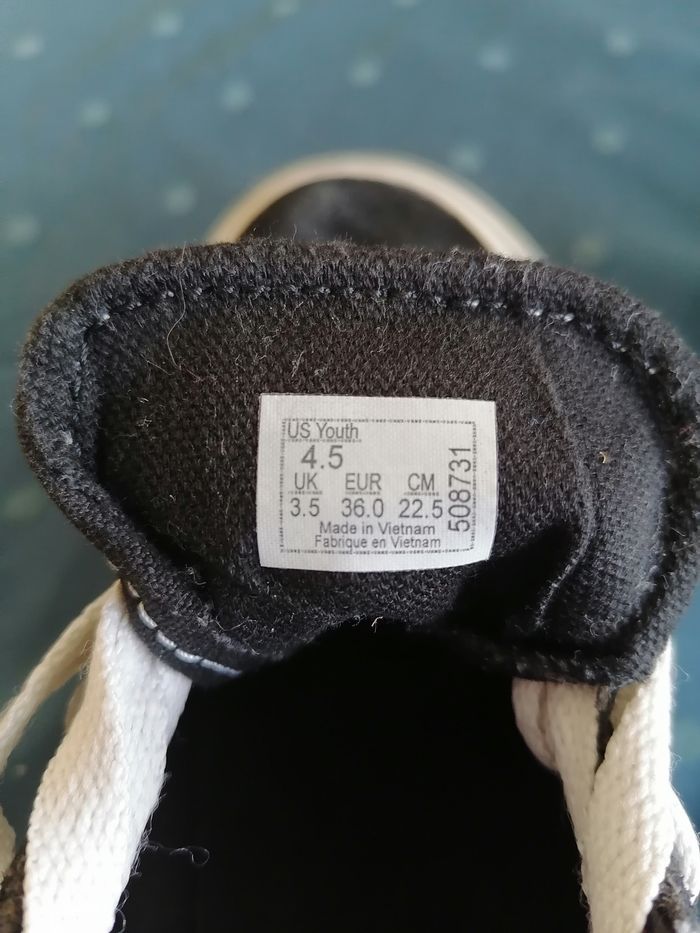 US Youth
4.5
UK EUR CM
3.5 36.0 22.5
Made in Vietnam
Fabrique en Vietnam
508731